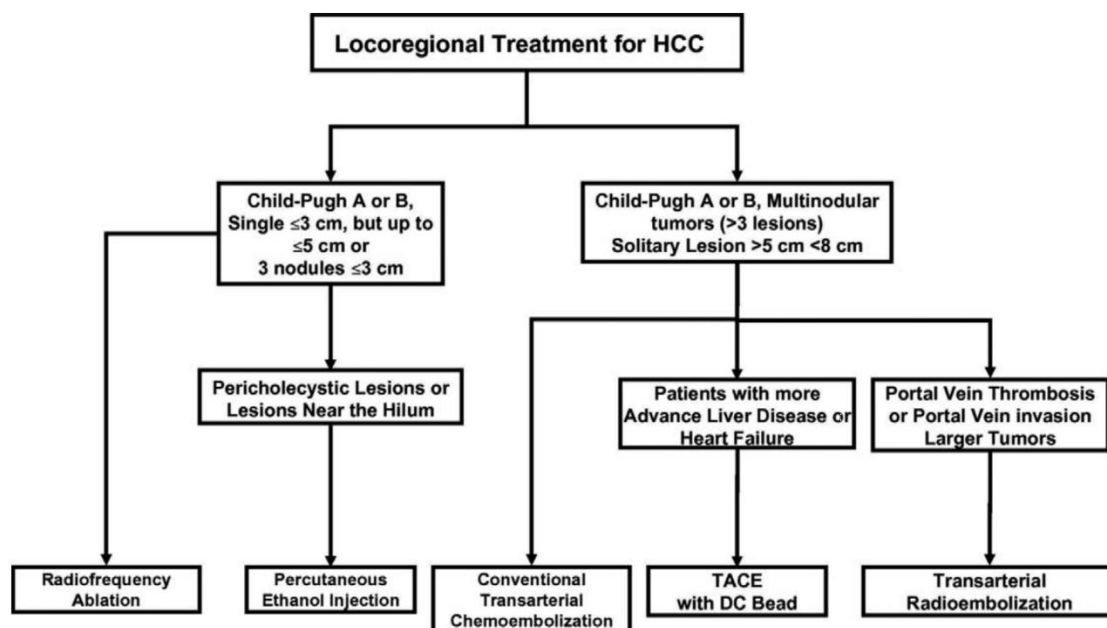 Locoregional Treatment for HCC
Child-Pugh A or B,
Single ≤3 cm, but up to
≤5 cm or
3 nodules ≤3 cm
Child-Pugh A or B, Multinodular
tumors (>3 lesions)
Solitary Lesion >5 cm <8 cm
Pericholecystic Lesions or
Lesions Near the Hilum
Patients with more
Advance Liver Disease or
Heart Failure
Portal Vein Thrombosis
or Portal Vein invasion
Larger Tumors
Radiofrequency
Ablation
Percutaneous
Ethanol Injection
Conventional
Transarterial
Chemoembolization
TACE
with DC Bead
Transarterial
Radioembolization